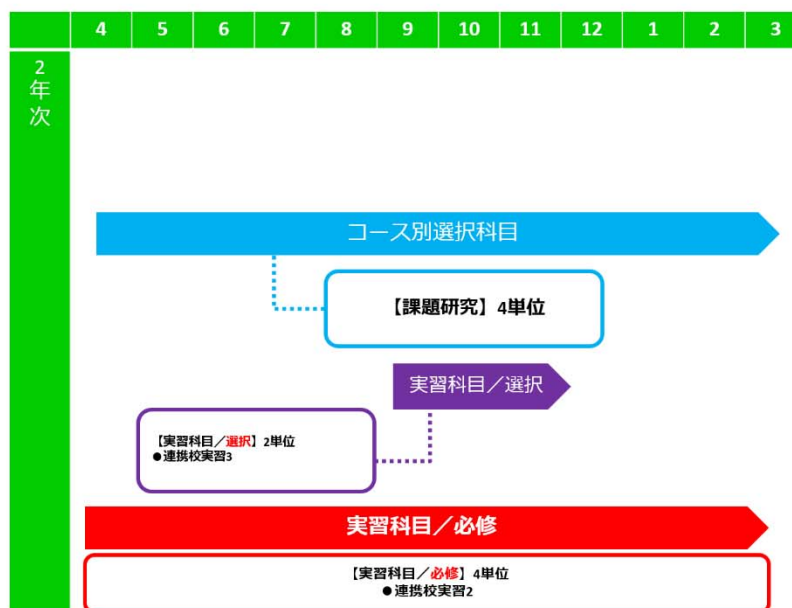 4 5 6 7 8 9 10 11 12 1 2 3
2年次
コース別選択科目
【課題研究】4単位
実習科目／選択
【実習科目／選択】2単位
●連携校実習3
実習科目／必修
【実習科目／必修】4単位
●連携校実習2